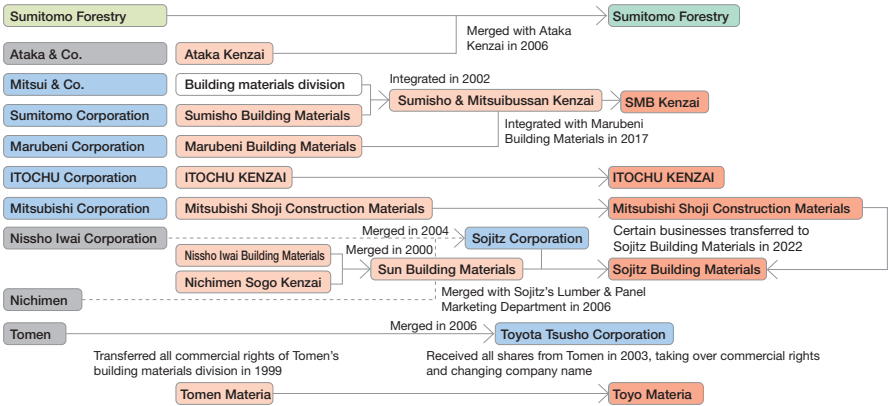 Sumitomo Forestry
Sumitomo Forestry
Merged with Ataka
Kenzai in 2006
Ataka & Co.
Ataka Kenzai
Mitsui & Co.
Building materials division
Integrated in 2002
Sumisho & Mitsuibussan Kenzai
SMB Kenzai
Sumitomo Corporation
Sumisho Building Materials
Integrated with Marubeni
Building Materials in 2017
Marubeni Corporation
Marubeni Building Materials
ITOCHU Corporation
ITOCHU KENZAI
ITOCHU KENZAI
Mitsubishi Corporation
Mitsubishi Shoji Construction Materials
Mitsubishi Shoji Construction Materials
Certain businesses transferred to
Sojitz Building Materials in 2022
Nissho Iwai Corporation
Merged in 2004
Sojitz Corporation
Nissho Iwai Building Materials
Merged in 2000
Sun Building Materials
Sojitz Building Materials
Nichimen Sogo Kenzai
Merged with Sojitz's Lumber & Panel
Marketing Department in 2006
Nichimen
Tomen
Merged in 2006
Toyota Tsusho Corporation
Transferred all commercial rights of Tomen's
building materials division in 1999
Received all shares from Tomen in 2003, taking over commercial rights
and changing company name
Tomen Materia
Toyo Materia